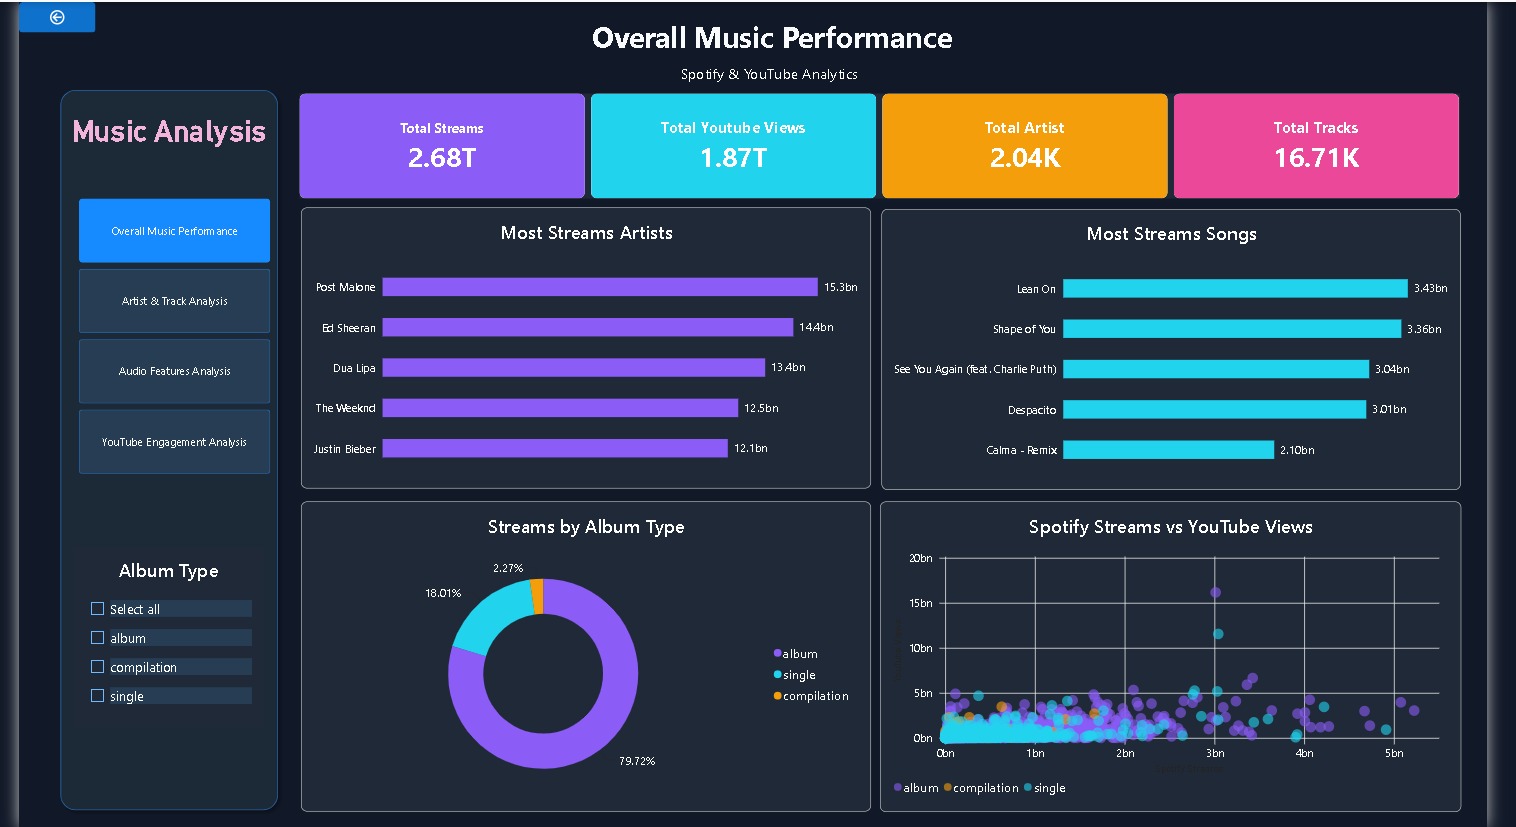 Overall Music Performance
Spotify & YouTube Analytics
Music Analysis
Overall Music Performance
Artist & Track Analysis
Audio Features Analysis
YouTube Engagement Analysis
Album Type
Select all
album
compilation
single
Total Streams
2.68T
Total Youtube Views
1.87T
Total Artist
2.04K
Total Tracks
16.71K
Most Streams Artists
Post Malone 15.3bn
Ed Sheeran 14.4bn
Dua Lipa 13.4bn
The Weeknd 12.5bn
Justin Bieber 12.1bn
Most Streams Songs
Lean On 3.43bn
Shape of You 3.36bn
See You Again (feat. Charlie Puth) 3.04bn
Despacito 3.01bn
Calma - Remix 2.10bn
Streams by Album Type
2.27%
18.01%
79.72%
album
single
compilation
Spotify Streams vs YouTube Views
20bn
15bn
10bn
5bn
0bn
0bn 1bn 2bn 3bn 4bn 5bn
album compilation single